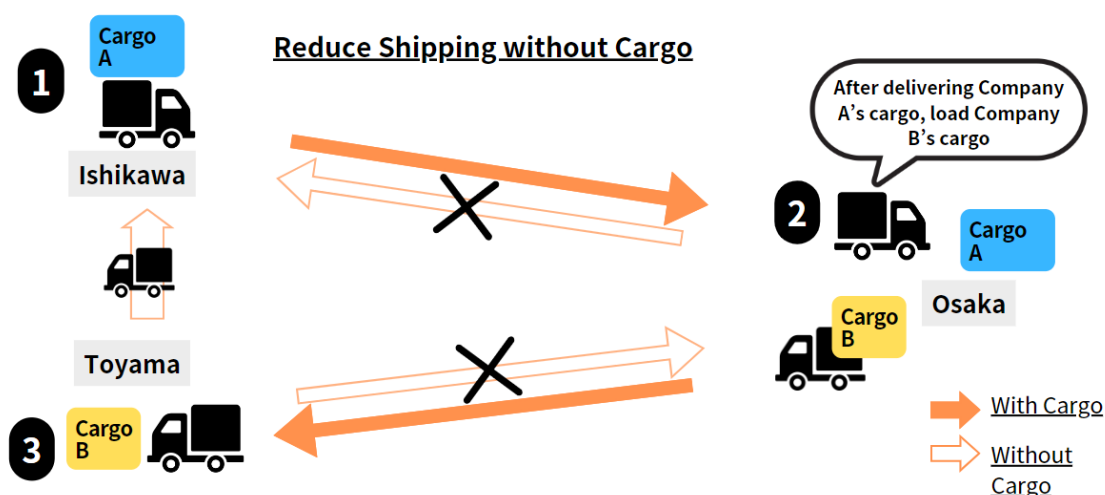 Reduce Shipping without Cargo
1
Cargo
A
Ishikawa
After delivering Company
A’s cargo, load Company
B’s cargo
2
Cargo
A
Osaka
Cargo
B
Toyama
3
Cargo
B
With Cargo
Without
Cargo